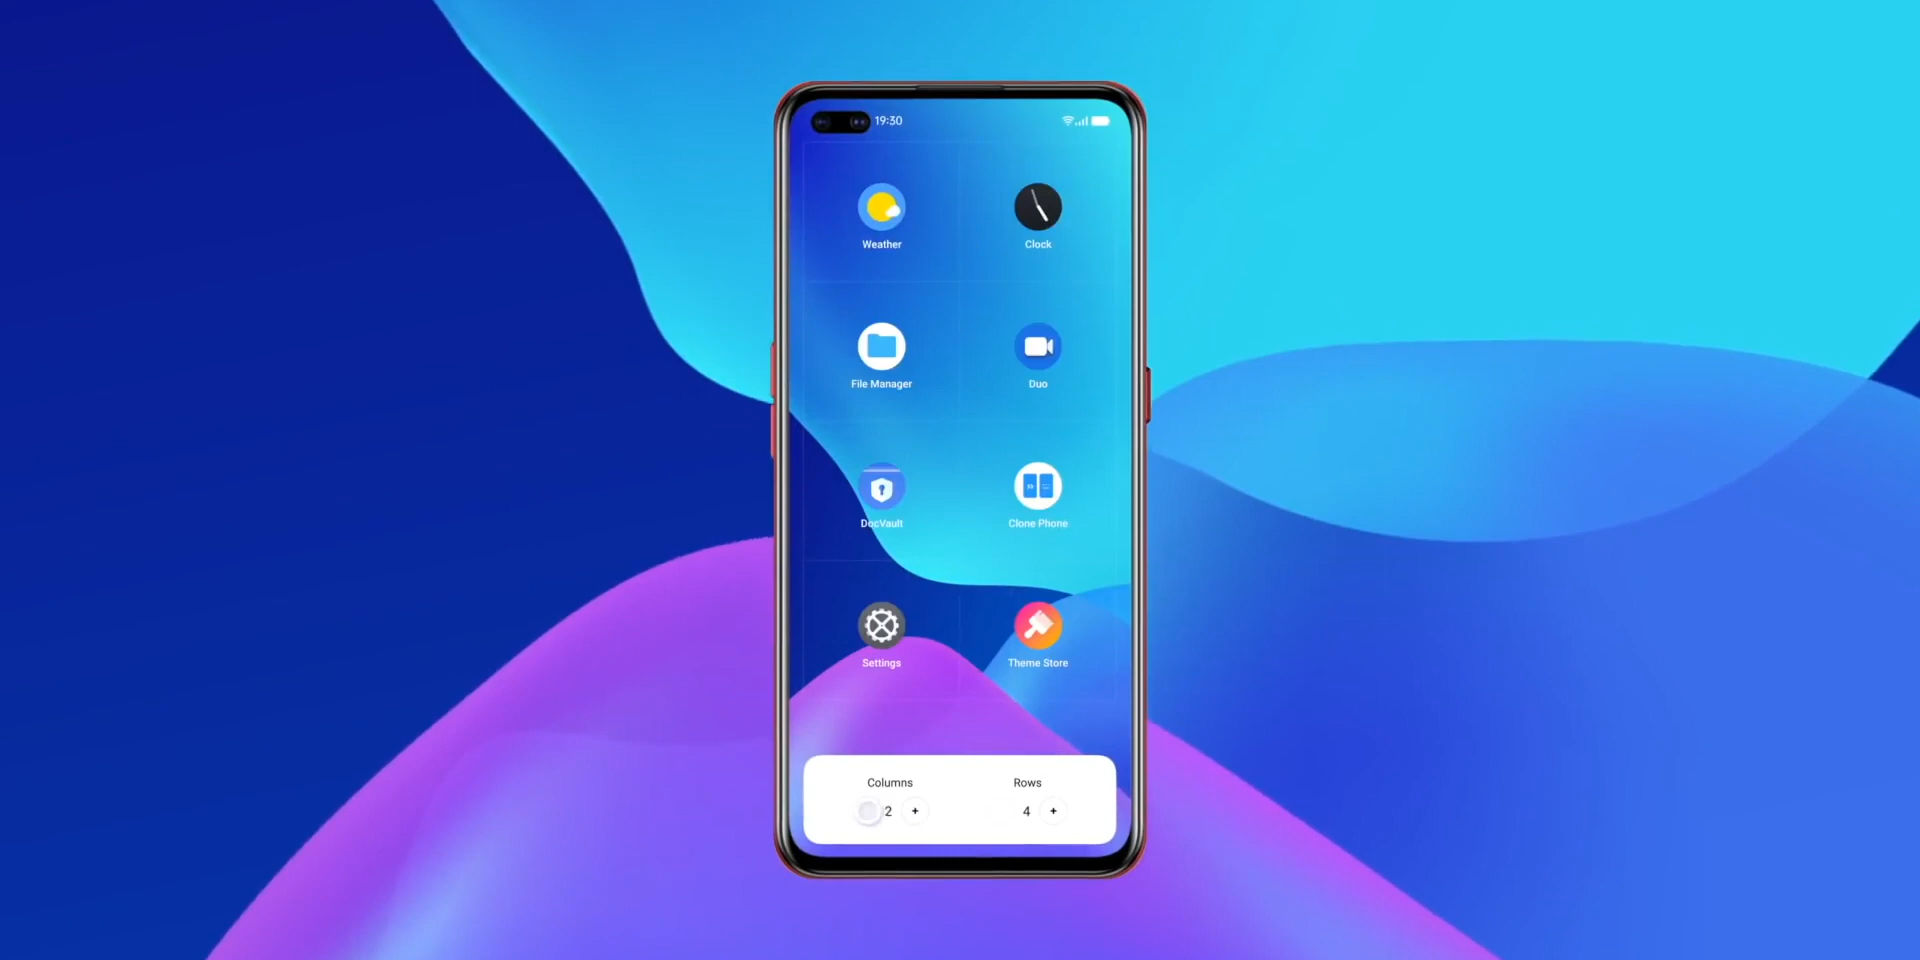 19:30
Weather
Clock
File Manager
Duo
DocVault
Clone Phone
Settings
Theme Store
Columns
Rows
2 +
4 +